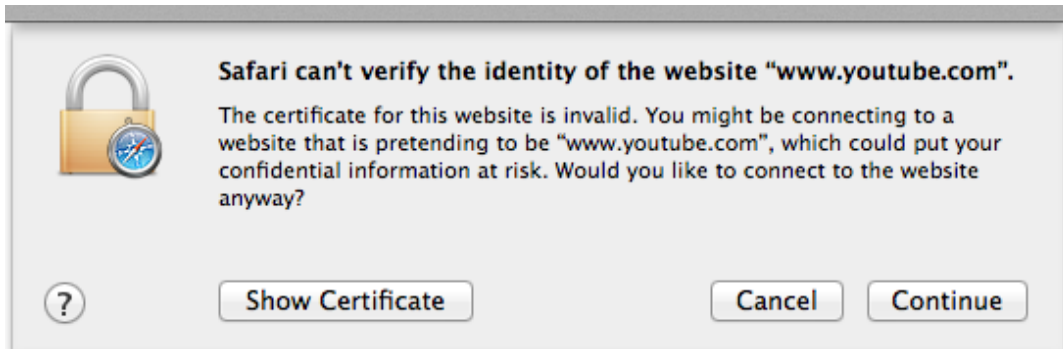 Safari can't verify the identity of the website “www.youtube.com”.
The certificate for this website is invalid. You might be connecting to a
website that is pretending to be “www.youtube.com”, which could put your
confidential information at risk. Would you like to connect to the website
anyway?
? Show Certificate Cancel Continue